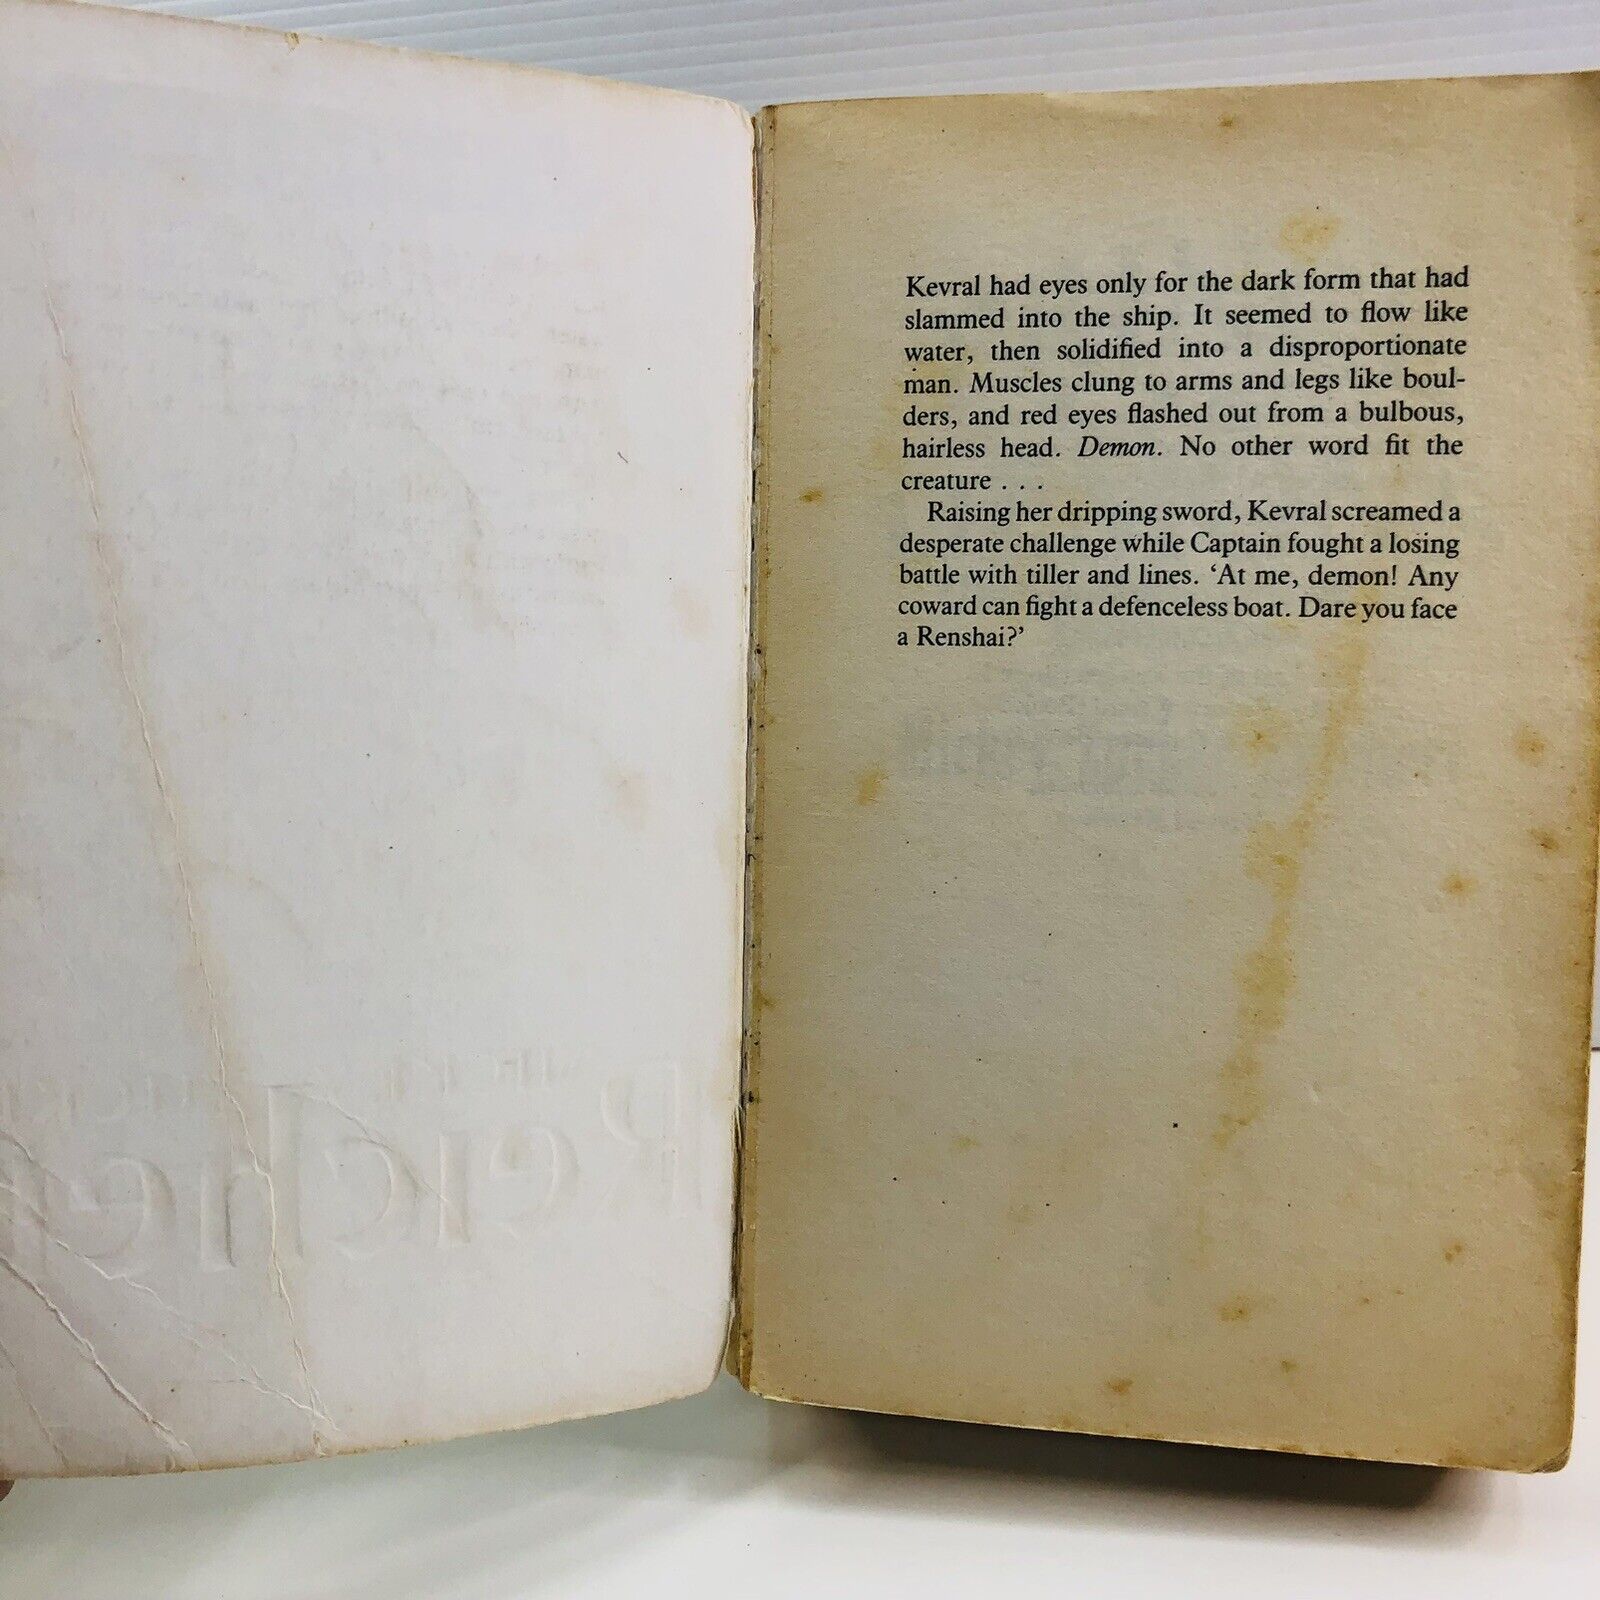 Kevral had eyes only for the dark form that had
slammed into the ship. It seemed to flow like
water, then solidified into a disproportionate
man. Muscles clung to arms and legs like boul-
ders, and red eyes flashed out from a bulbous,
hairless head. Demon. No other word fit the
creature . . .
Raising her dripping sword, Kevral screamed a
desperate challenge while Captain fought a losing
battle with tiller and lines. ‘At me, demon! Any
coward can fight a defenceless boat. Dare you face
a Renshai?’